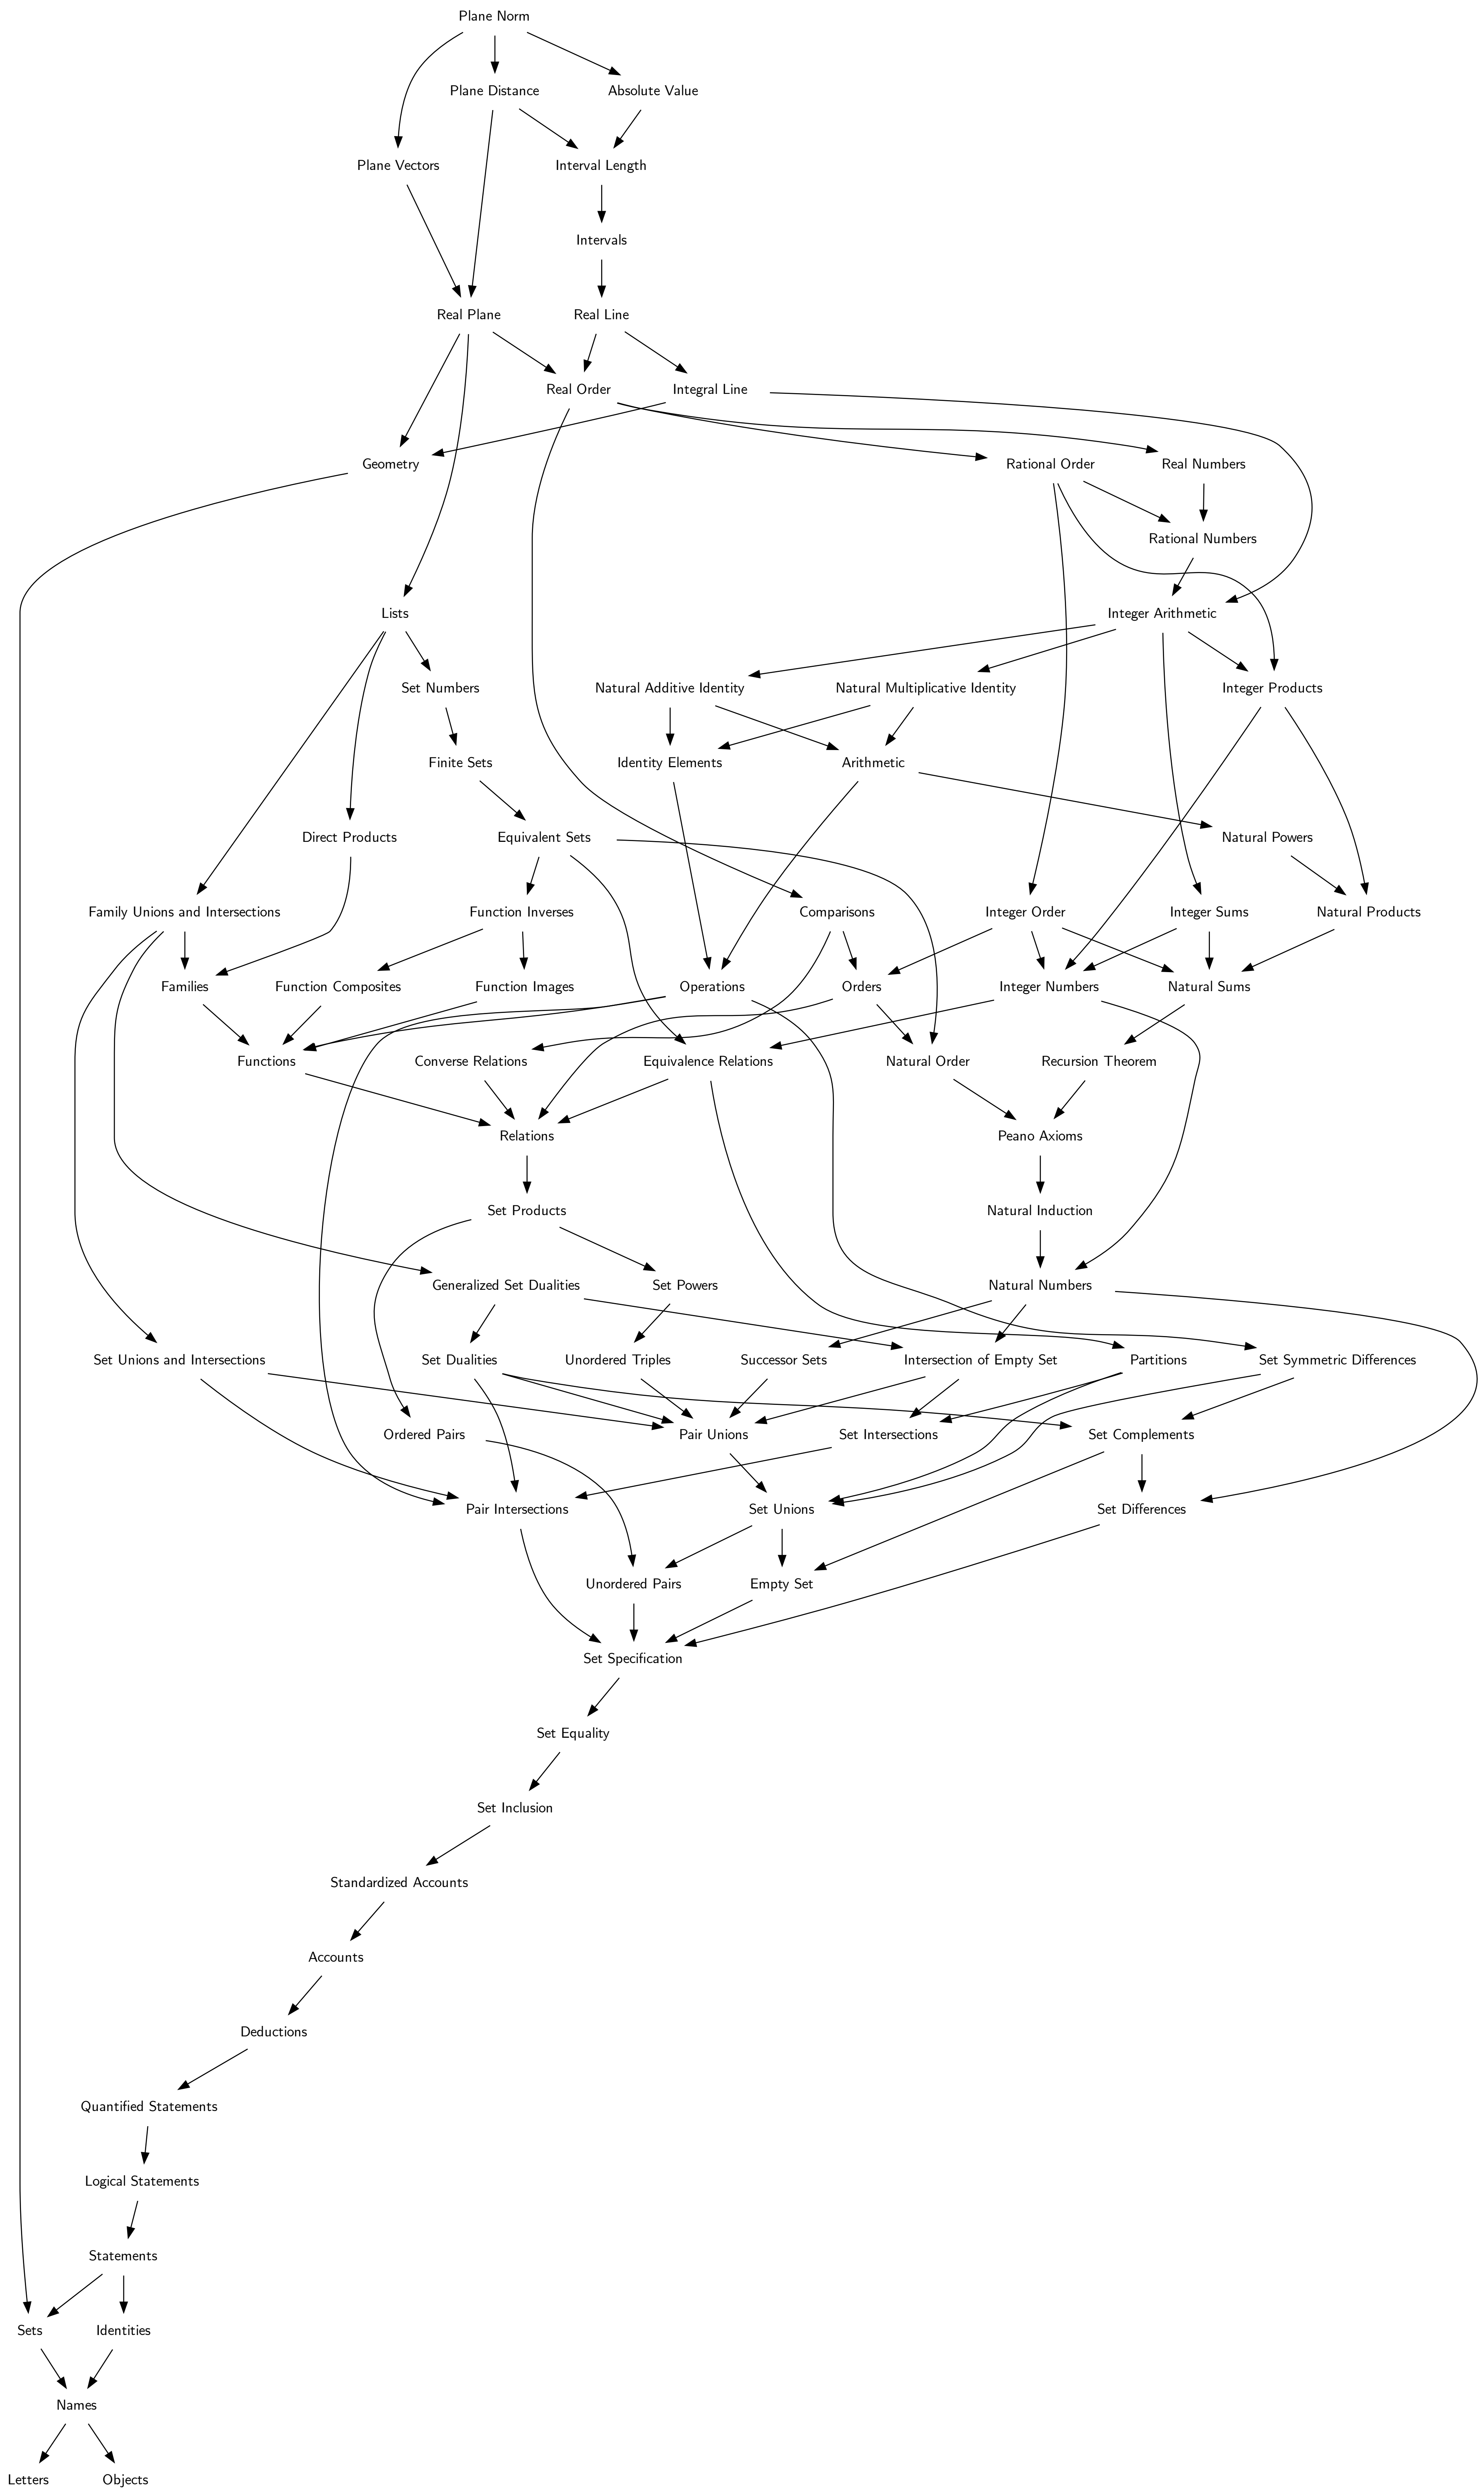 Plane Norm
Plane Distance
Absolute Value
Plane Vectors
Interval Length
Intervals
Real Plane
Real Line
Real Order
Integral Line
Geometry
Rational Order
Real Numbers
Rational Numbers
Lists
Integer Arithmetic
Set Numbers
Natural Additive Identity
Natural Multiplicative Identity
Integer Products
Finite Sets
Identity Elements
Arithmetic
Direct Products
Equivalent Sets
Natural Powers
Family Unions and Intersections
Function Inverses
Comparisons
Integer Order
Integer Sums
Natural Products
Families
Function Composites
Function Images
Operations
Orders
Integer Numbers
Natural Sums
Functions
Converse Relations
Equivalence Relations
Natural Order
Recursion Theorem
Relations
Peano Axioms
Set Products
Natural Induction
Generalized Set Dualities
Set Powers
Natural Numbers
Set Unions and Intersections
Set Dualities
Unordered Triples
Successor Sets
Intersection of Empty Set
Partitions
Set Symmetric Differences
Ordered Pairs
Pair Unions
Set Intersections
Set Complements
Pair Intersections
Set Unions
Set Differences
Unordered Pairs
Empty Set
Set Specification
Set Equality
Set Inclusion
Standardized Accounts
Accounts
Deductions
Quantified Statements
Logical Statements
Statements
Sets
Identities
Names
Letters
Objects